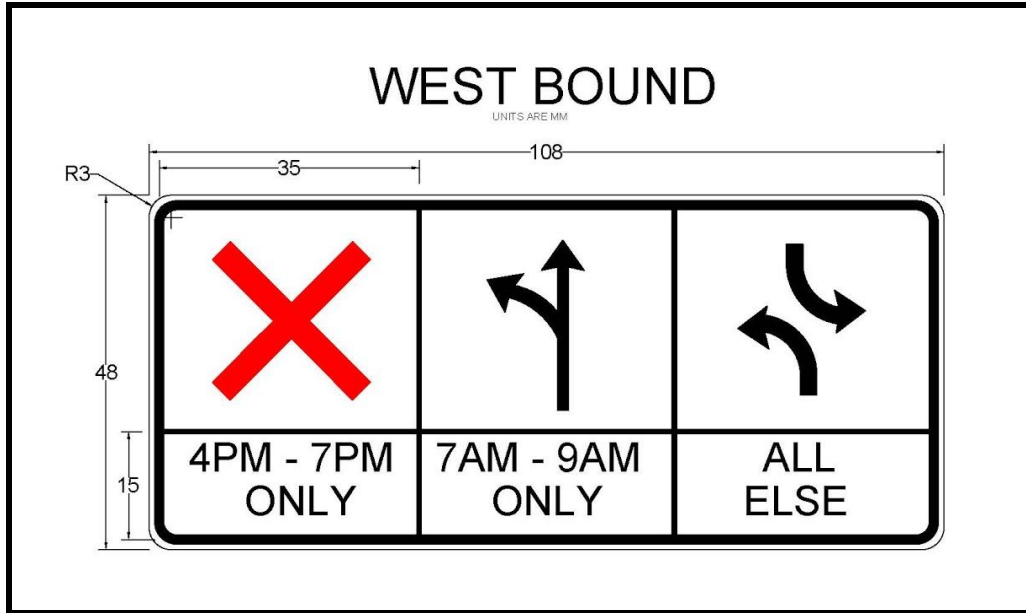 WEST BOUND
UNITS ARE MM
108
35
R3
48
15
4PM - 7PM
ONLY
7AM - 9AM
ONLY
ALL
ELSE